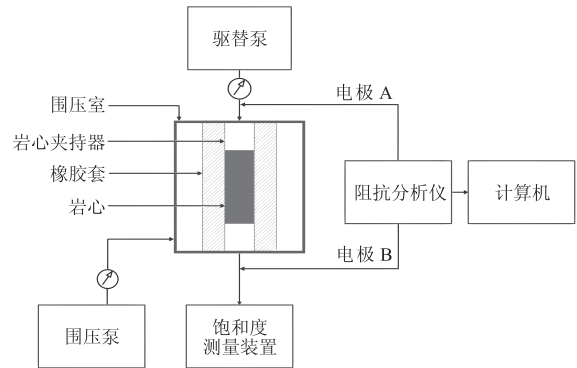 驱替泵
电极 A
围压室
岩心夹持器
橡胶套
岩心
阻抗分析仪
计算机
电极 B
围压泵
饱和度
测量装置